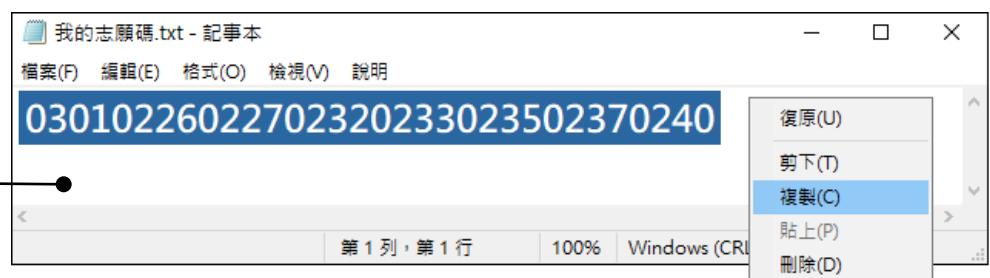 我的志願碼.txt - 記事本
檔案(F) 編輯(E) 格式(O) 檢視(V) 說明
03010226022702320233023502370240
復原(U)
剪下(T)
複製(C)
貼上(P)
刪除(D)
第 1 列，第 1 行 100% Windows (CRL